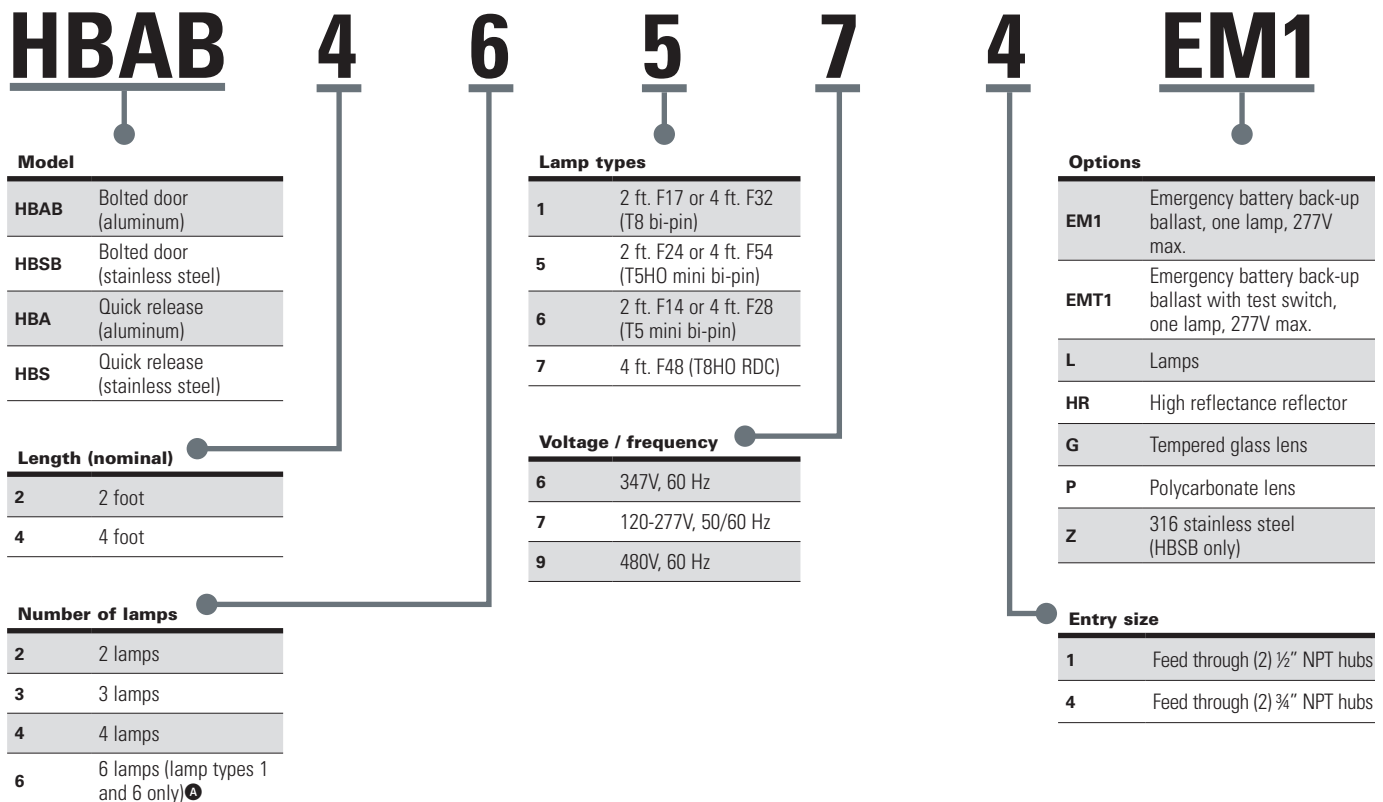 HBAB 4 6 5 7 4 EM1
Model
HBAB Bolted door
(aluminum)
HBSB Bolted door
(stainless steel)
HBA Quick release
(aluminum)
HBS Quick release
(stainless steel)
Length (nominal)
2 2 foot
4 4 foot
Number of lamps
2 2 lamps
3 3 lamps
4 4 lamps
6 6 lamps (lamp types 1
and 6 only)A
Lamp types
1 2 ft. F17 or 4 ft. F32
(T8 bi-pin)
5 2 ft. F24 or 4 ft. F54
(T5HO mini bi-pin)
6 2 ft. F14 or 4 ft. F28
(T5 mini bi-pin)
7 4 ft. F48 (T8HO RDC)
Voltage / frequency
6 347V, 60 Hz
7 120-277V, 50/60 Hz
9 480V, 60 Hz
Options
EM1 Emergency battery back-up
ballast, one lamp, 277V
max.
EMT1 Emergency battery back-up
ballast with test switch,
one lamp, 277V max.
L Lamps
HR High reflectance reflector
G Tempered glass lens
P Polycarbonate lens
Z 316 stainless steel
(HBSB only)
Entry size
1 Feed through (2) ½” NPT hubs
4 Feed through (2) ¾” NPT hubs